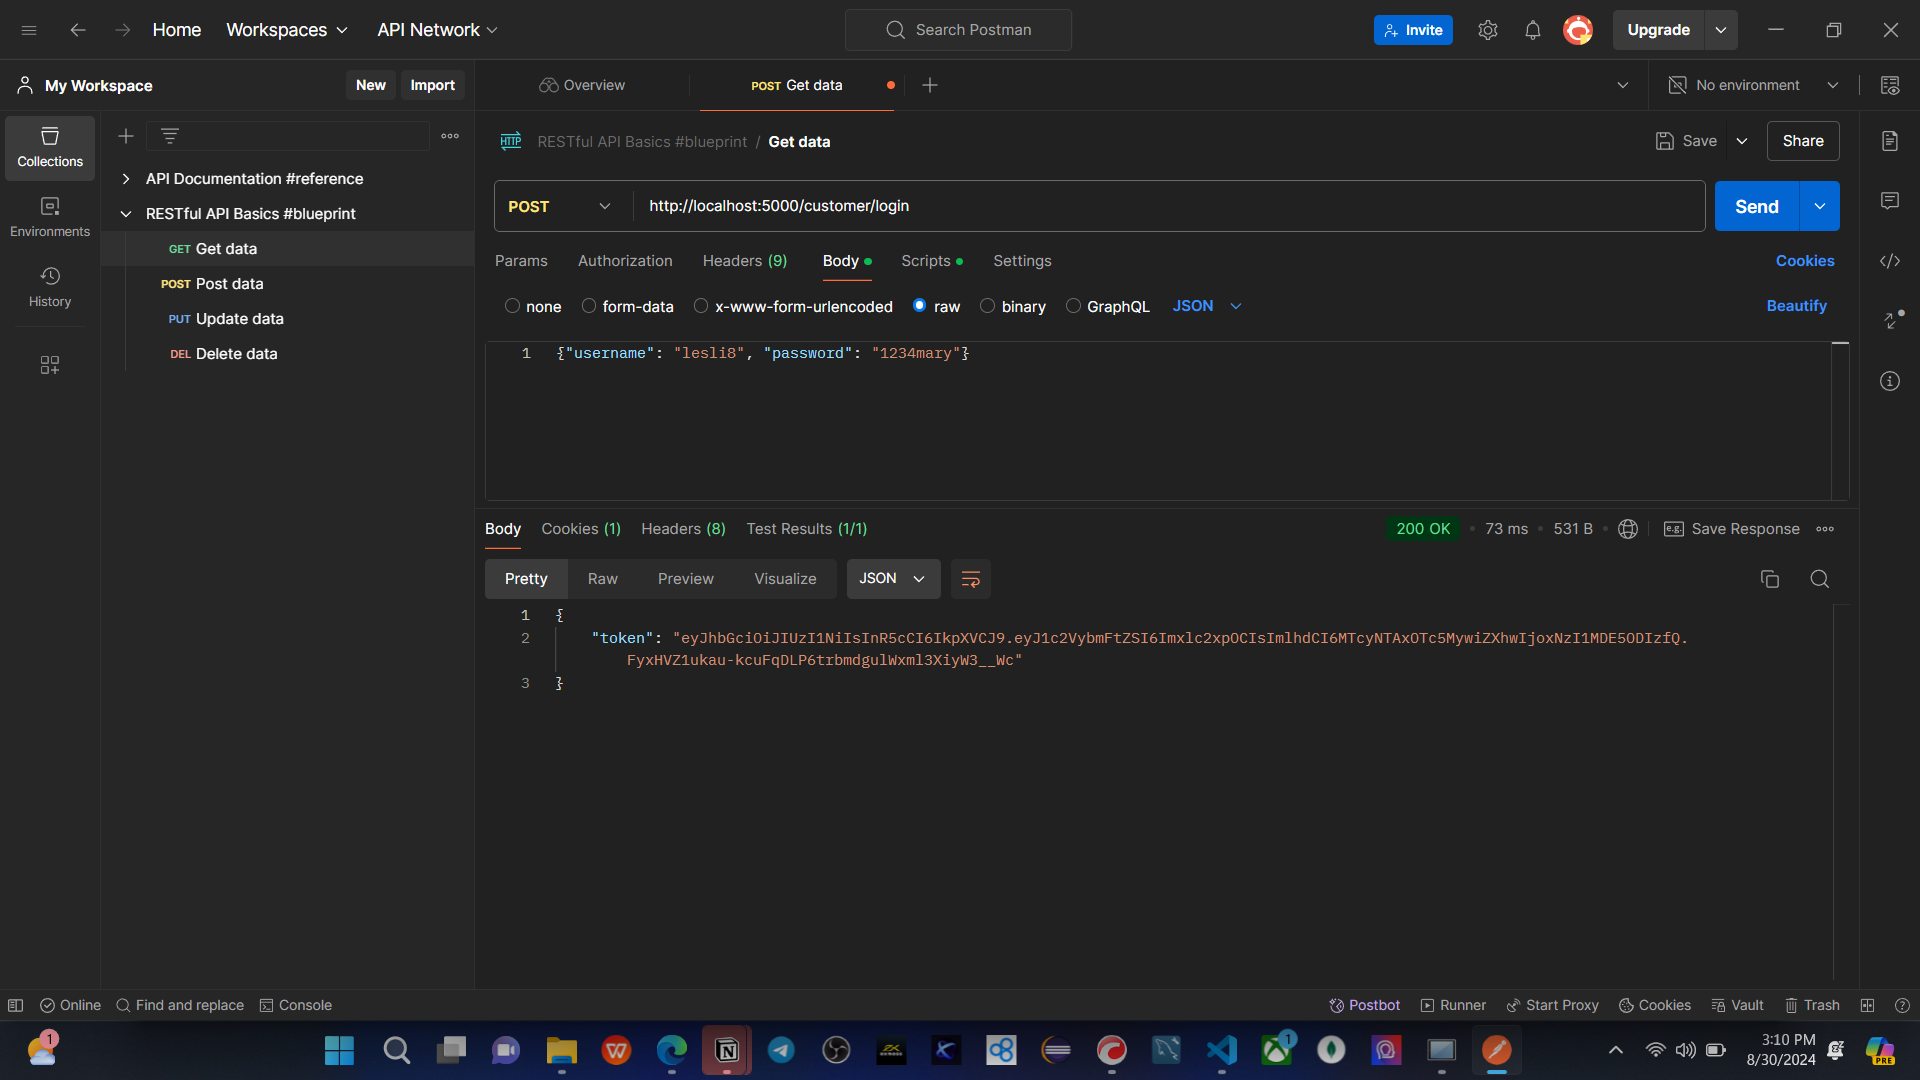 Home Workspaces API Network Search Postman Invite Upgrade
My Workspace New Import Overview POST Get data No environment
Collections
API Documentation #reference
RESTful API Basics #blueprint
GET Get data
POST Post data
PUT Update data
DEL Delete data
Environments
History
HTTP RESTful API Basics #blueprint / Get data Save Share
POST http://localhost:5000/customer/login Send
Params Authorization Headers (9) Body Scripts Settings Cookies
none form-data x-www-form-urlencoded raw binary GraphQL JSON Beautify
1 {"username": "lesli8", "password": "1234mary"}
Body Cookies (1) Headers (8) Test Results (1/1) 200 OK 73 ms 531 B e.g. Save Response
Pretty Raw Preview Visualize JSON
1 {
2 "token": "eyJhbGciOiJIUzI1NiIsInR5cCI6IkpXVCJ9.eyJ1c2VybmFtZSI6Imxlc2xpOCIsImlhdCI6MTcyNTAxOTc5MywiZXhwIjoxNzI1MDE5ODIzfQ.
FyxHVZ1ukau-kcuFqDLP6trbmdgulWxml3XiyW3__Wc"
3 }
Online Find and replace Console Postbot Runner Start Proxy Cookies Vault Trash
1
1
PRE
3:10 PM
8/30/2024